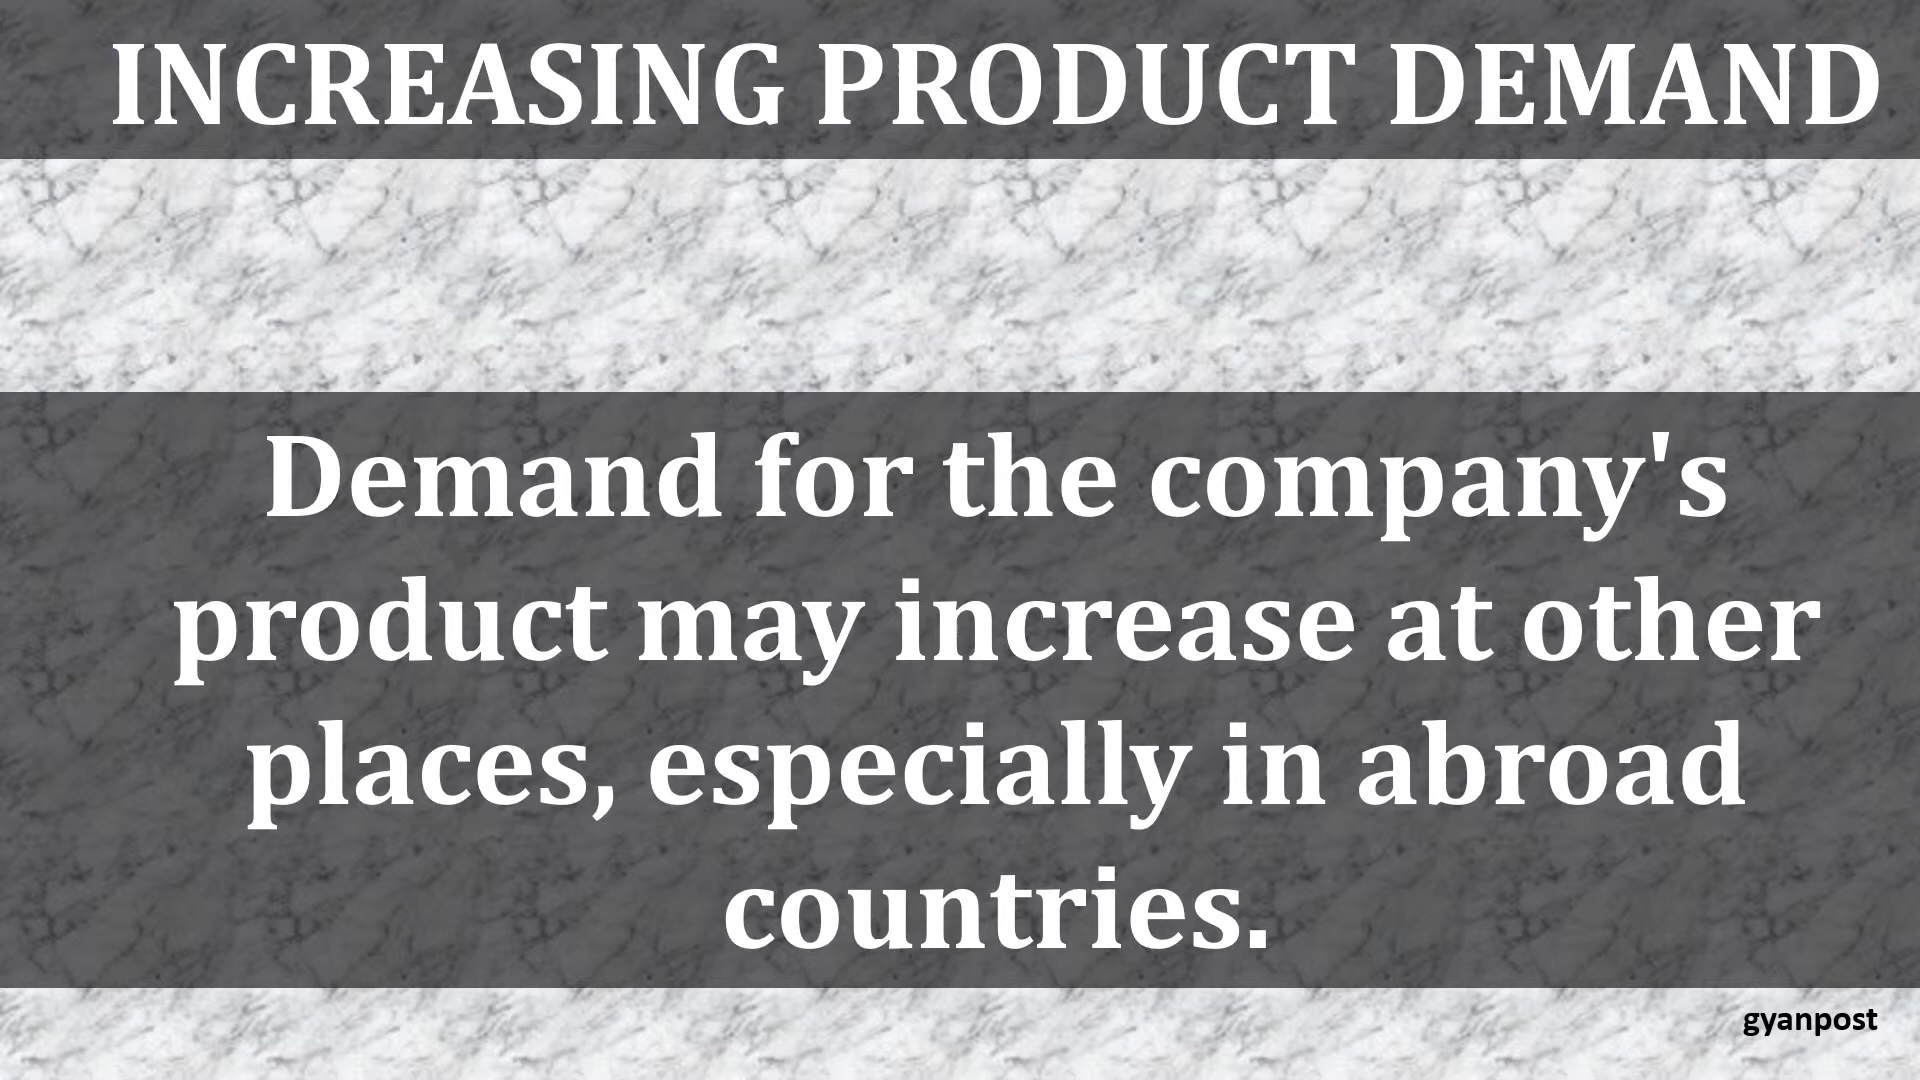 INCREASING PRODUCT DEMAND
Demand for the company's
product may increase at other
places, especially in abroad
countries.
gyanpost